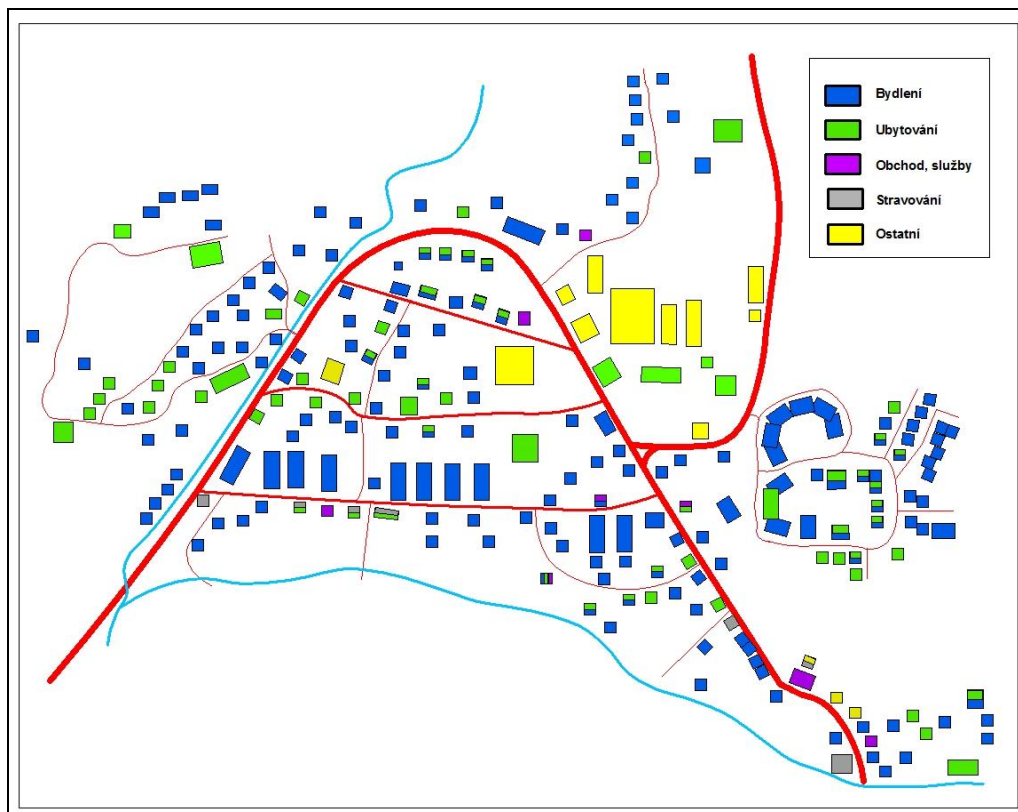 Bydlení
Ubytování
Obchod, služby
Stravování
Ostatní